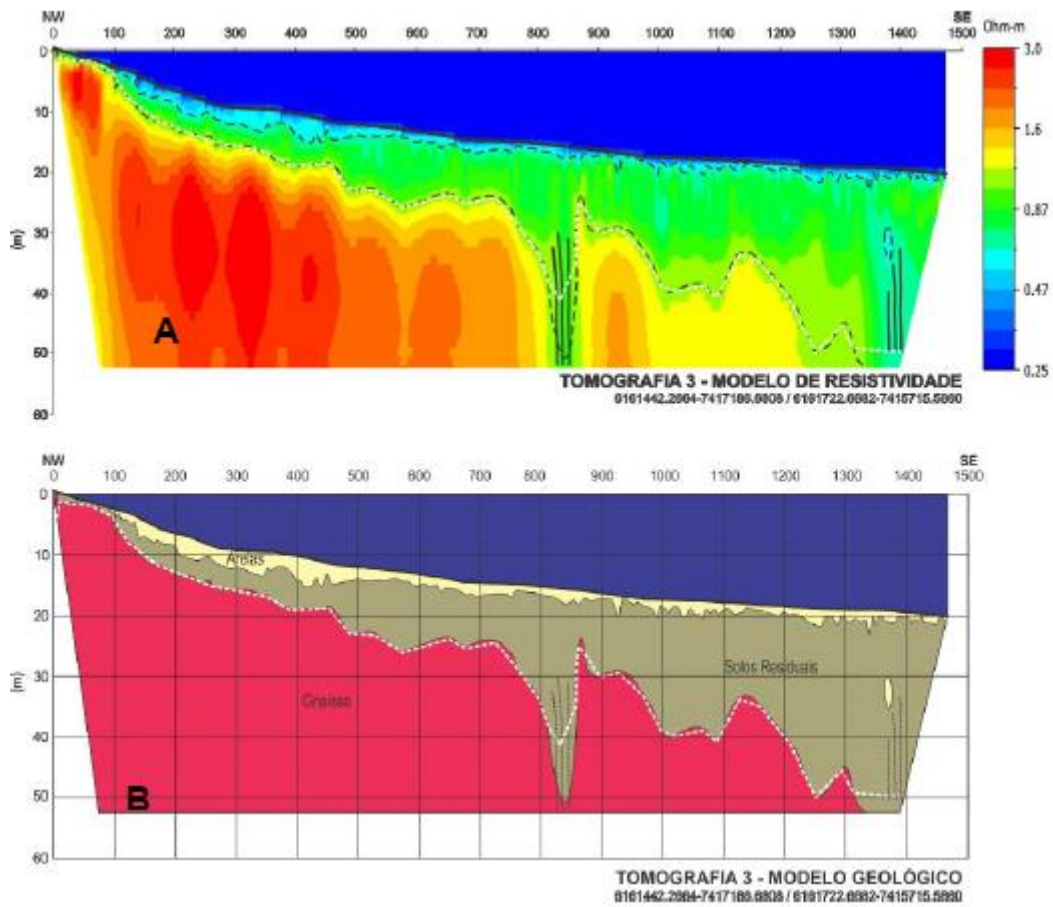 NW SE
0 100 200 300 400 500 600 700 800 900 1000 1100 1200 1300 1400 1500
Ohm-m
0
10
20
30
40
50
60
(m)
3.0
1.6
0.87
0.47
0.25
A
TOMOGRAFIA 3 - MODELO DE RESISTIVIDADE
NW SE
0 100 200 300 400 500 600 700 800 900 1000 1100 1200 1300 1400 1500
0
10
20
30
40
50
60
(m)
Areias
Solos Residuais
Gnaisse
B
TOMOGRAFIA 3 - MODELO GEOLÓGICO